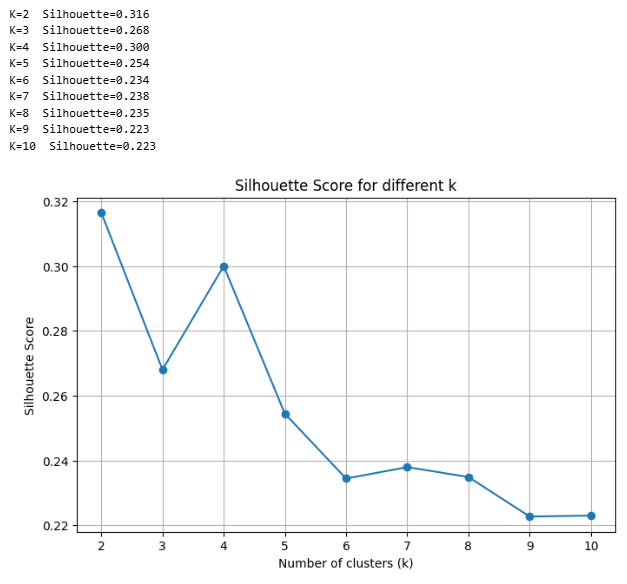 K=2  Silhouette=0.316
K=3  Silhouette=0.268
K=4  Silhouette=0.300
K=5  Silhouette=0.254
K=6  Silhouette=0.234
K=7  Silhouette=0.238
K=8  Silhouette=0.235
K=9  Silhouette=0.223
K=10  Silhouette=0.223
Silhouette Score for different k
0.32
0.30
0.28
0.26
0.24
0.22
Silhouette Score
2 3 4 5 6 7 8 9 10
Number of clusters (k)